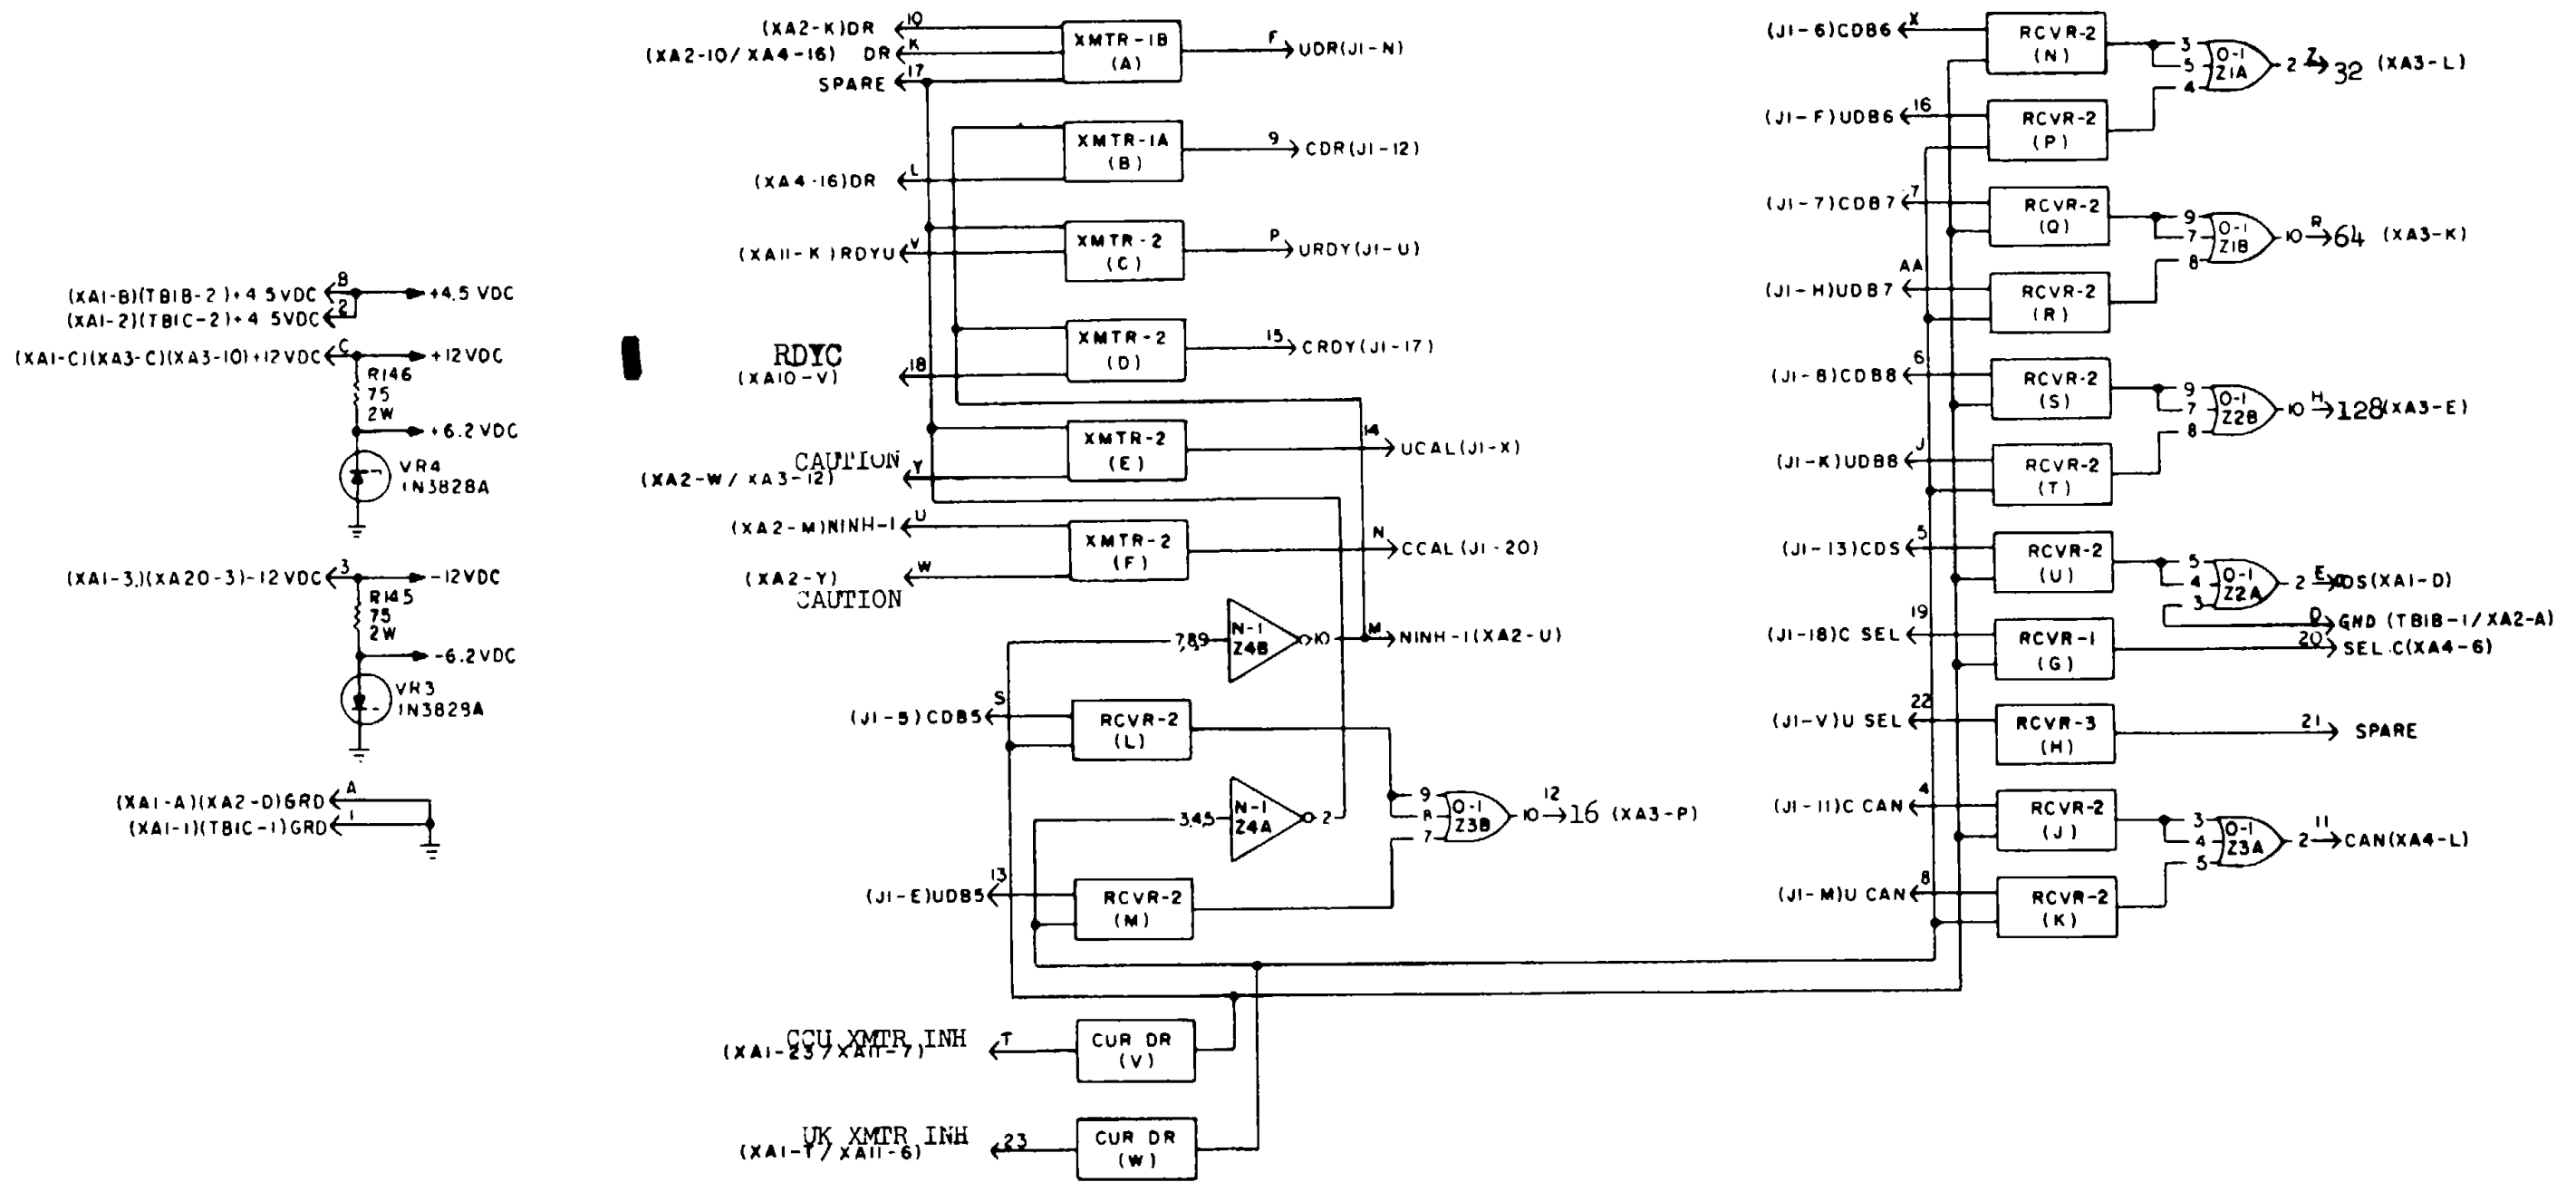 (XA1-B)(TB1B-2)+4 5VDC B +4.5 VDC
(XA1-2)(TB1C-2)+4 5VDC 2
(XA1-C)(XA3-C)(XA3-10)+12VDC C +12VDC
R146
75
2W
+6.2VDC
VR4
1N3828A
(XA1-3,)(XA20-3)-12VDC 3 -12VDC
R145
75
2W
-6.2VDC
VR3
1N3828A
(XA1-A)(XA2-D)GRD A
(XA1-1)(TB1C-1)GRD 1
(XA2-K)DR 10
(XA2-10/XA4-16) DR K
SPARE 17
XMTR-1B
(A)
F UDR(J1-N)
XMTR-1A
(B)
9 CDR(J1-12)
(XA4-16)DR L
(XA11-K)RDYU V
XMTR-2
(C)
P URDY(J1-U)
XMTR-2
(D)
15 CRDY(J1-17)
RDYC
(XA10-V) 18
XMTR-2
(E)
14 UCAL(J1-X)
CAUTION
(XA2-W/XA3-12) Y
(XA2-M)NINH-1 U
XMTR-2
(F)
N CCAL(J1-20)
(XA2-Y) W
CAUTION
7,8,9 N-1 10 M NINH-1(XA2-U)
Z4B
(J1-5)CDB5 S
RCVR-2
(L)
3,4,5 N-1 2
Z4A
9
8 O-1 10 12 16 (XA3-P)
7 Z3B
(J1-E)UDB5 13
RCVR-2
(M)
CCU XMTR INH
(XA1-23/XA11-7) T
CUR DR
(V)
UK XMTR INH
(XA1-T/XA11-6) 23
CUR DR
(W)
(J1-6)CDB6 X
RCVR-2
(N)
3
5 O-1 2 Z 32 (XA3-L)
4 Z1A
(J1-F)UDB6 16
RCVR-2
(P)
(J1-7)CDB7 7
RCVR-2
(Q)
9
7 O-1 10 R 64 (XA3-K)
8 Z1B
(J1-H)UDB7 AA
RCVR-2
(R)
(J1-8)CDB8 6
RCVR-2
(S)
9
7 O-1 10 H 128(XA3-E)
8 Z2B
(J1-K)UDB8 J
RCVR-2
(T)
(J1-13)CDS 5
RCVR-2
(U)
5
4 O-1 2 E DS(XA1-D)
3 Z2A
D GND (TB1B-1/XA2-A)
(J1-18)C SEL 19
RCVR-1
(G)
20 SEL C(XA4-6)
(J1-V)U SEL 22
RCVR-3
(H)
21 SPARE
(J1-11)C CAN 4
RCVR-2
(J)
3
4 O-1 2 11 CAN(XA4-L)
5 Z3A
(J1-M)U CAN 8
RCVR-2
(K)